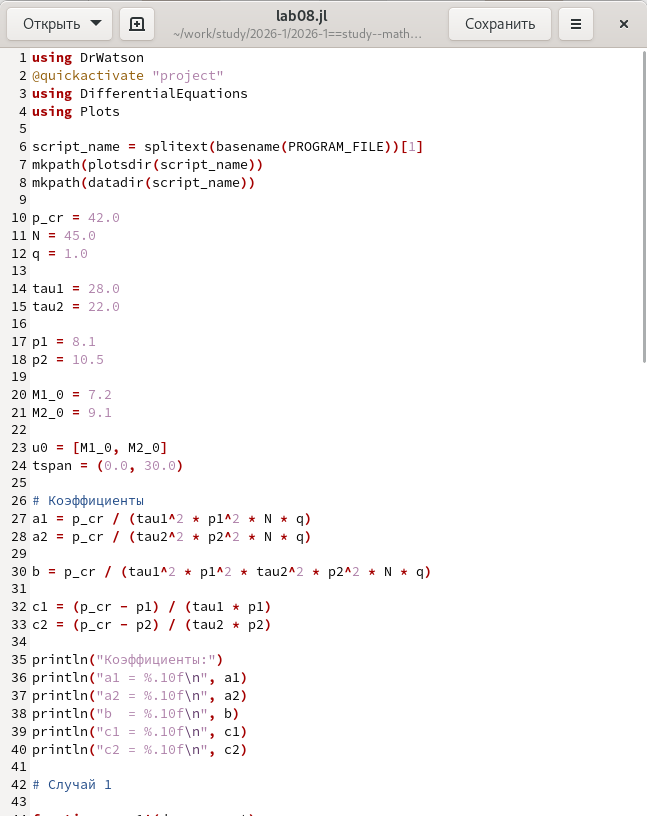 Открыть
lab08.jl
~/work/study/2026-1/2026-1==study--math…
Сохранить
1 using DrWatson
2 @quickactivate "project"
3 using DifferentialEquations
4 using Plots
5
6 script_name = splitext(basename(PROGRAM_FILE))[1]
7 mkpath(plotsdir(script_name))
8 mkpath(datadir(script_name))
9
10 p_cr = 42.0
11 N = 45.0
12 q = 1.0
13
14 tau1 = 28.0
15 tau2 = 22.0
16
17 p1 = 8.1
18 p2 = 10.5
19
20 M1_0 = 7.2
21 M2_0 = 9.1
22
23 u0 = [M1_0, M2_0]
24 tspan = (0.0, 30.0)
25
26 # Коэффициенты
27 a1 = p_cr / (tau1^2 * p1^2 * N * q)
28 a2 = p_cr / (tau2^2 * p2^2 * N * q)
29
30 b = p_cr / (tau1^2 * p1^2 * tau2^2 * p2^2 * N * q)
31
32 c1 = (p_cr - p1) / (tau1 * p1)
33 c2 = (p_cr - p2) / (tau2 * p2)
34
35 println("Коэффициенты:")
36 println("a1 = %.10f\n", a1)
37 println("a2 = %.10f\n", a2)
38 println("b  = %.10f\n", b)
39 println("c1 = %.10f\n", c1)
40 println("c2 = %.10f\n", c2)
41
42 # Случай 1
43